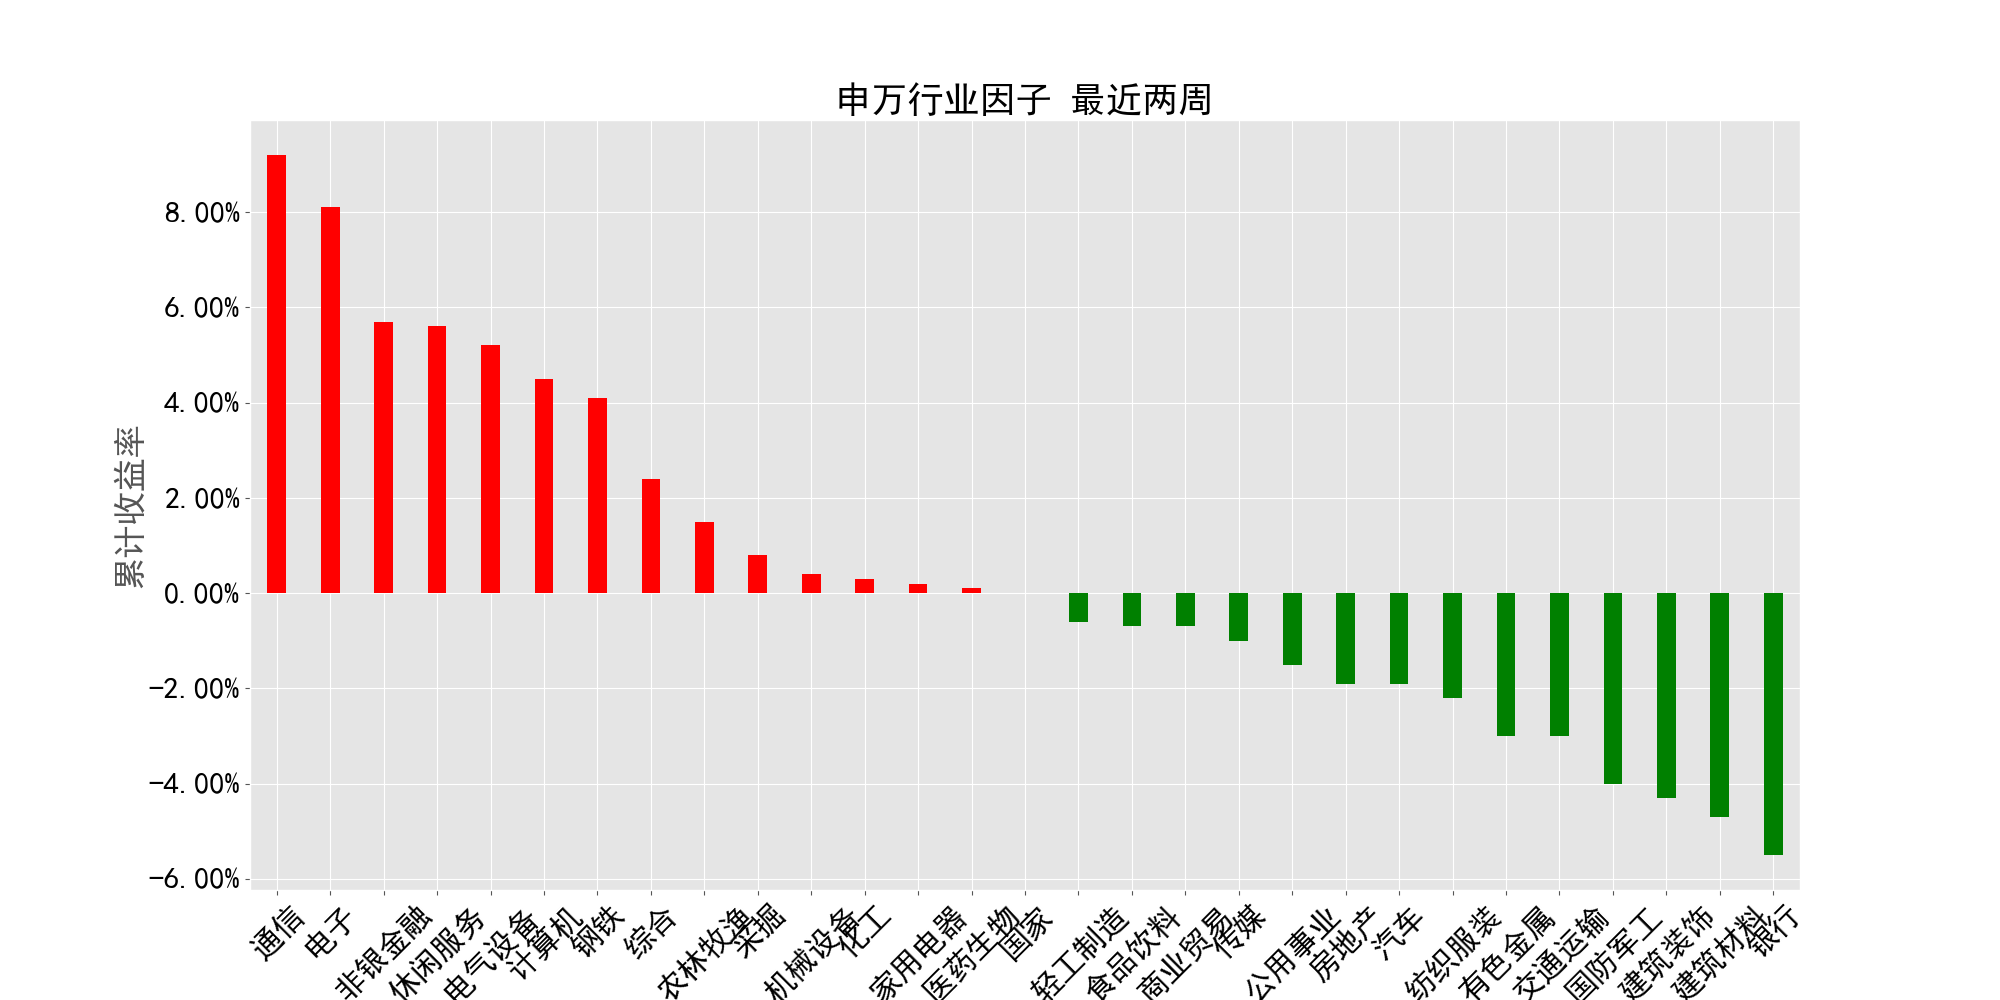 申万行业因子 最近两周
累计收益率
8.00%
6.00%
4.00%
2.00%
0.00%
-2.00%
-4.00%
-6.00%
通信
电子
非银金融
休闲服务
电气设备
计算机
钢铁
综合
农林牧渔
采掘
机械设备
化工
家用电器
医药生物
国家
轻工制造
食品饮料
商业贸易
传媒
公用事业
房地产
汽车
纺织服装
有色金属
交通运输
国防军工
建筑装饰
建筑材料
银行